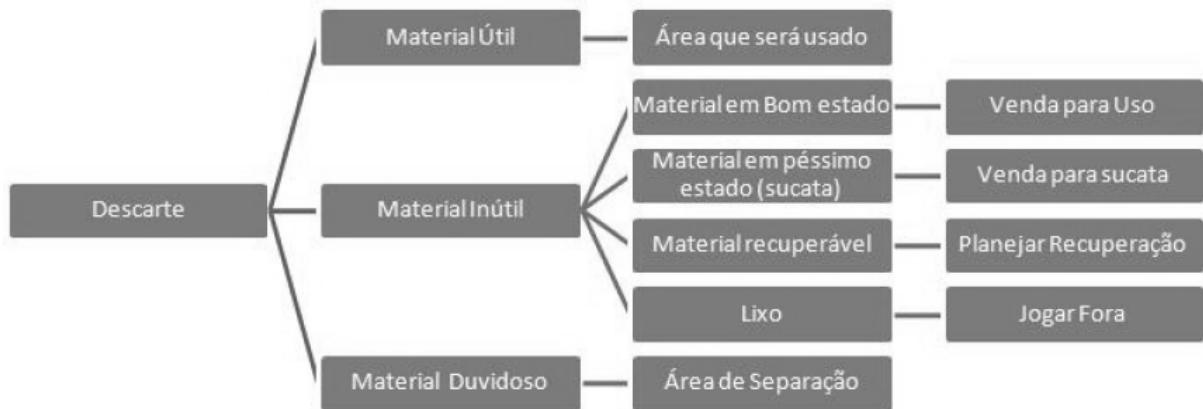 Material Útil
Área que será usado
Material em Bom estado
Venda para Uso
Material em péssimo
estado (sucata)
Venda para sucata
Descarte
Material Inútil
Material recuperável
Planejar Recuperação
Lixo
Jogar Fora
Material Duvidoso
Área de Separação